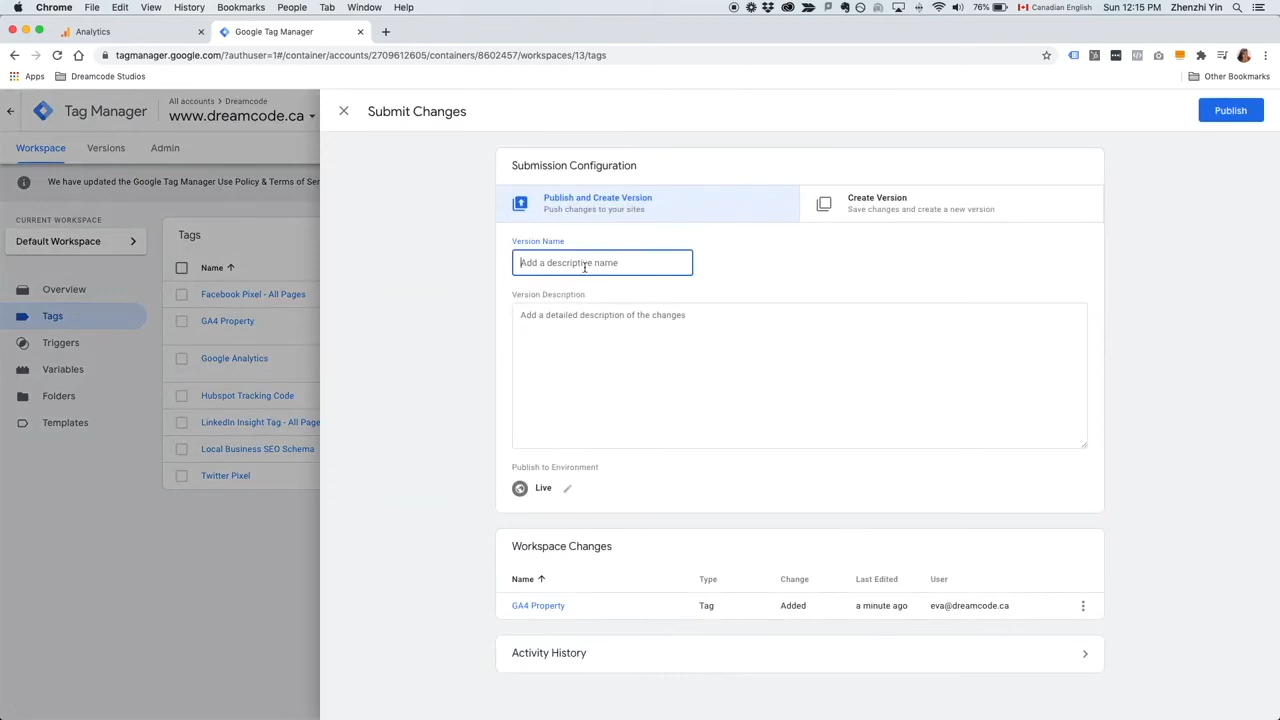 Chrome File Edit View History Bookmarks People Tab Window Help 76% Canadian English Sun 12:15 PM Zhenzhi Yin
Analytics Google Tag Manager
tagmanager.google.com/?authuser=1#/container/accounts/2709612605/containers/8602457/workspaces/13/tags
Apps Dreamcode Studios Other Bookmarks
Tag Manager
All accounts > Dreamcode
www.dreamcode.ca
Workspace Versions Admin
We have updated the Google Tag Manager Use Policy & Terms of Ser
CURRENT WORKSPACE
Default Workspace
Overview
Tags
Triggers
Variables
Folders
Templates
Tags
Name
Facebook Pixel - All Pages
GA4 Property
Google Analytics
Hubspot Tracking Code
LinkedIn Insight Tag - All Page
Local Business SEO Schema
Twitter Pixel
Submit Changes
Publish
Submission Configuration
Publish and Create Version
Push changes to your sites
Create Version
Save changes and create a new version
Version Name
Add a descriptive name
Version Description
Add a detailed description of the changes
Publish to Environment
Live
Workspace Changes
Name Type Change Last Edited User
GA4 Property Tag Added a minute ago eva@dreamcode.ca
Activity History